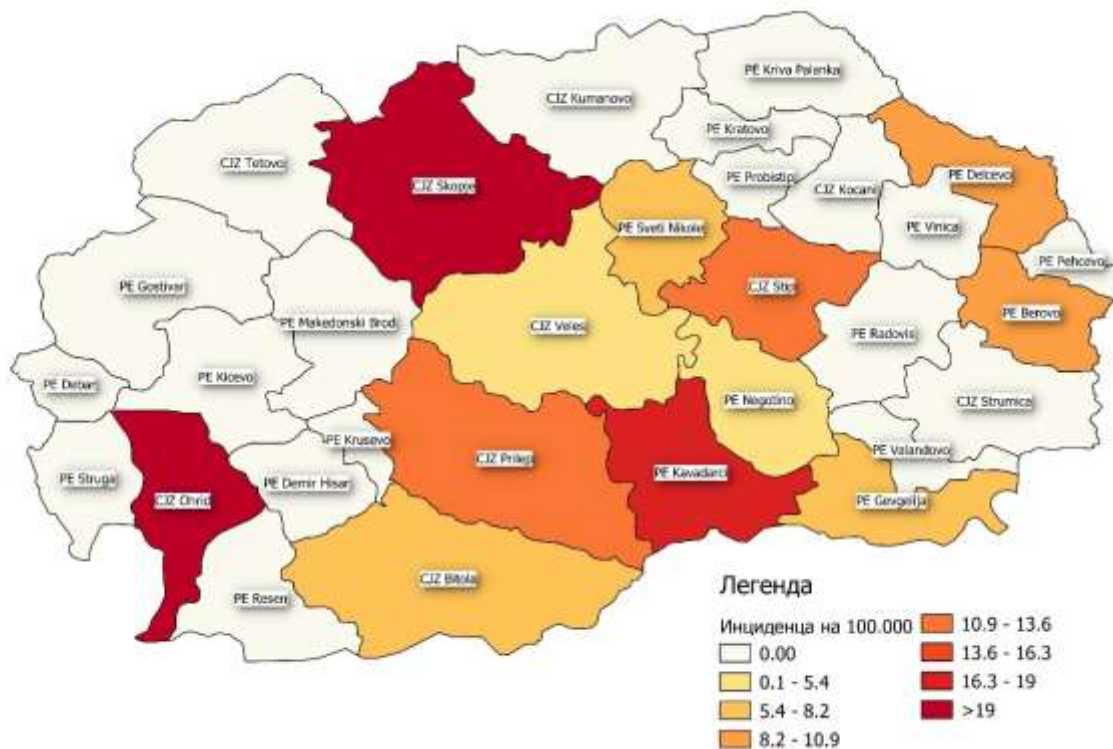 PE Kriva Palanka
CJZ Kumanovo
PE Kratovo
CJZ Tetovo
CJZ Skopje
PE Probistip
CJZ Kocani
PE Delcevo
PE Sveti Nikole
PE Vinica
PE Pehcevo
PE Gostivar
CJZ Stip
PE Berovo
PE Makedonski Brod
CJZ Veles
PE Radovis
PE Debar
PE Kicevo
PE Negotino
CJZ Strumica
PE Krusevo
PE Valandovo
CJZ Prilep
PE Kavadarci
PE Struga
PE Demir Hisar
CJZ Ohrid
PE Gevgelija
CJZ Bitola
PE Resen
Легенда
Инциденца на 100.000
0.00
0.1 - 5.4
5.4 - 8.2
8.2 - 10.9
10.9 - 13.6
13.6 - 16.3
16.3 - 19
>19